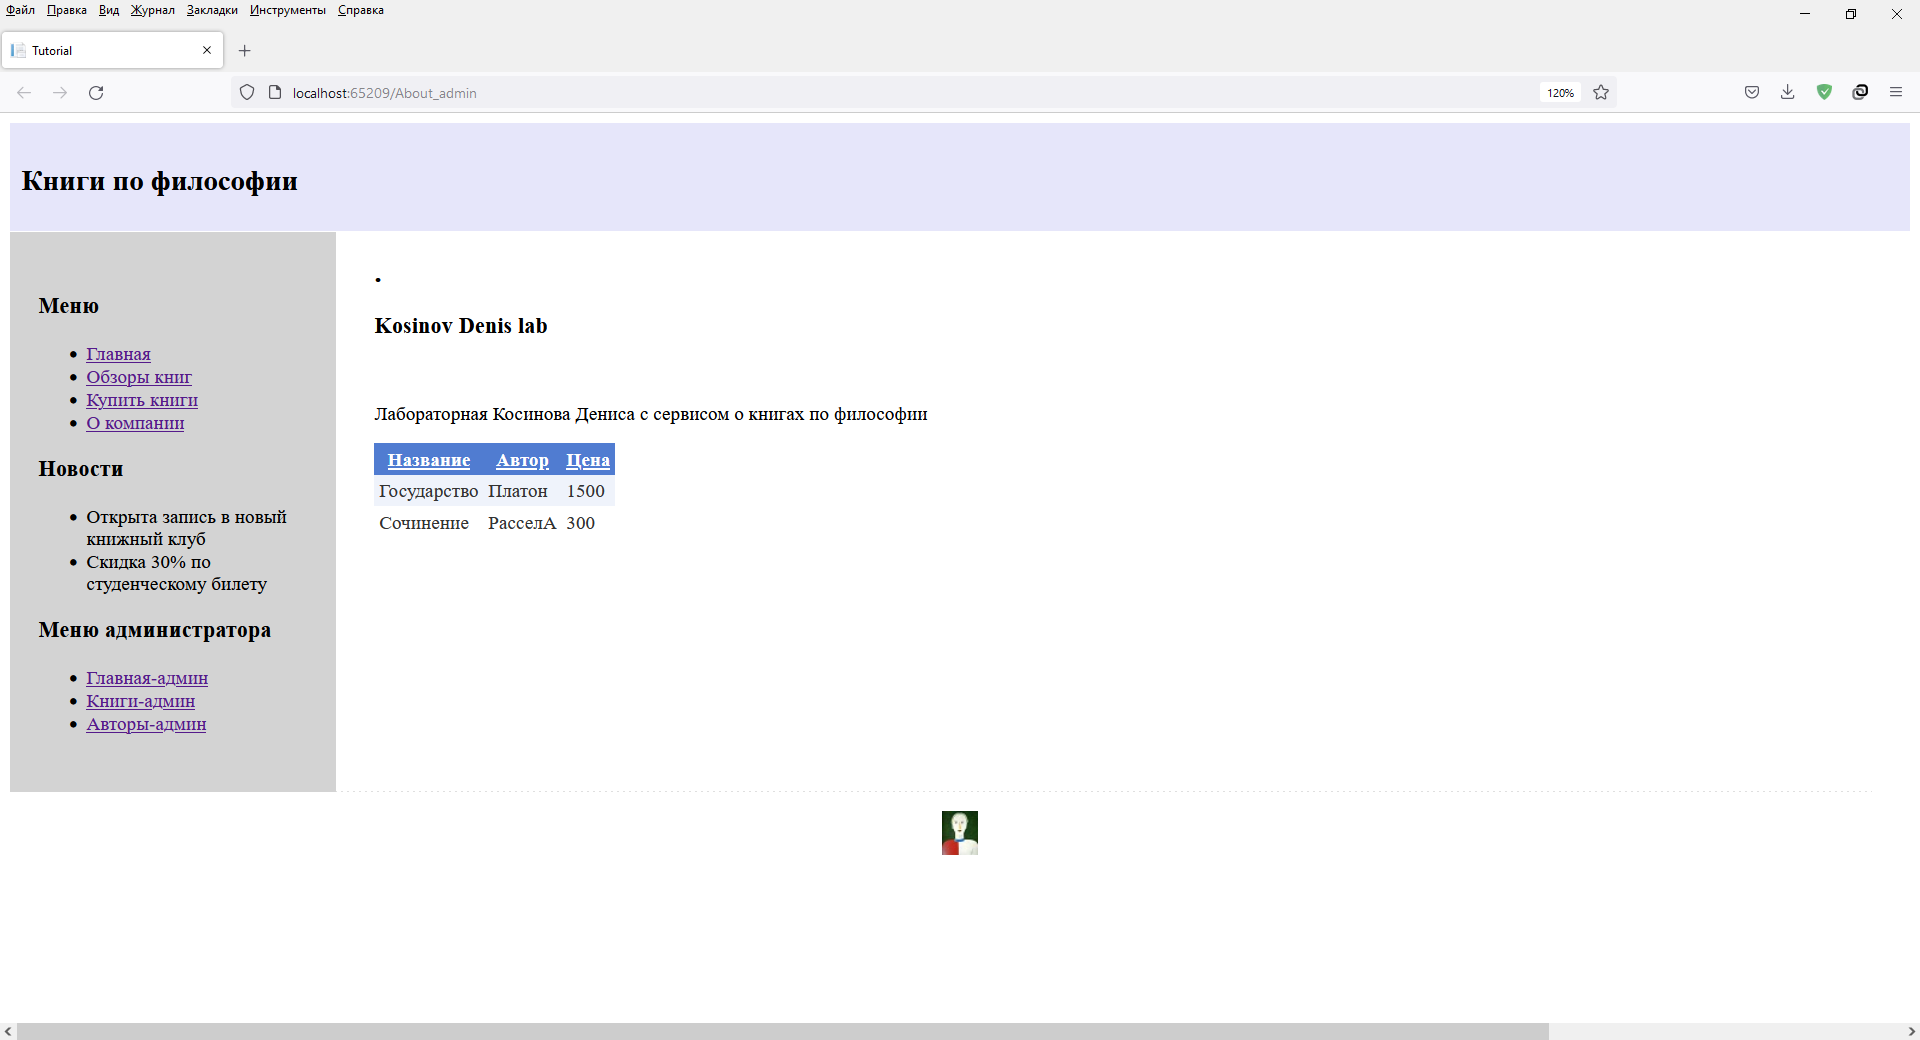 Файл Правка Вид Журнал Закладки Инструменты Справка
Tutorial
localhost:65209/About_admin
120%
Книги по философии
Меню
Главная
Обзоры книг
Купить книги
О компании
Новости
Открыта запись в новый
книжный клуб
Скидка 30% по
студенческому билету
Меню администратора
Главная-админ
Книги-админ
Авторы-админ
.
Kosinov Denis lab
Лабораторная Косинова Дениса с сервисом о книгах по философии
Название Автор Цена
Государство Платон 1500
Сочинение РасселА 300